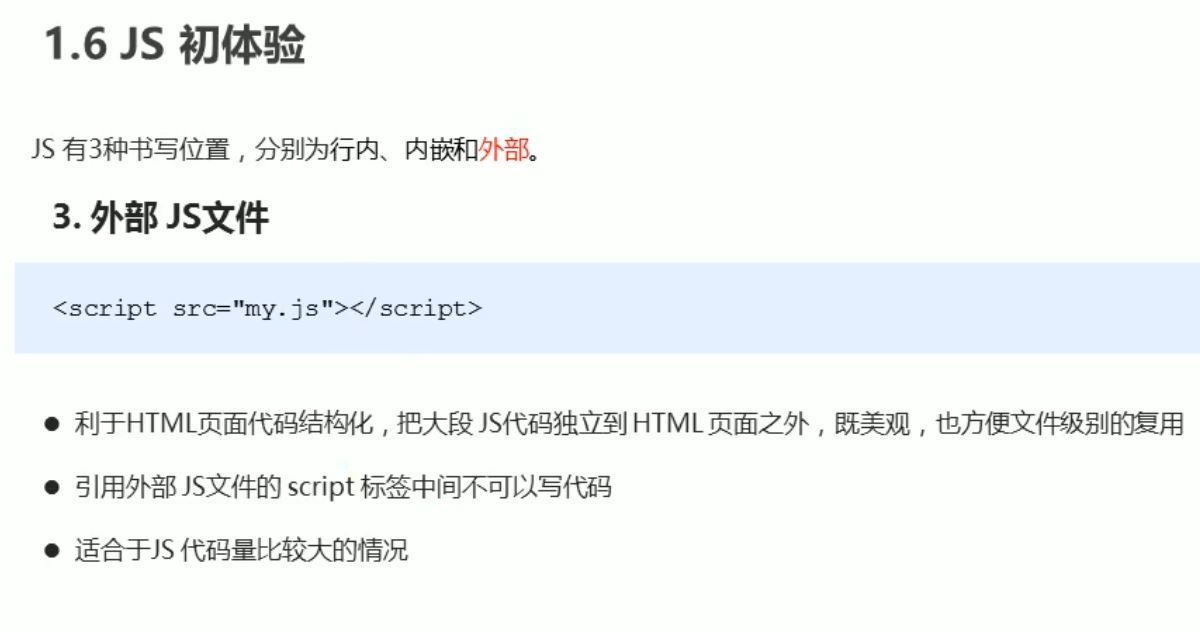 1.6 JS 初体验
JS 有3种书写位置，分别为行内、内嵌和外部。
3. 外部 JS文件
<script src="my.js"></script>
● 利于HTML页面代码结构化，把大段 JS代码独立到 HTML 页面之外，既美观，也方便文件级别的复用
● 引用外部 JS文件的 script 标签中间不可以写代码
● 适合于JS 代码量比较大的情况